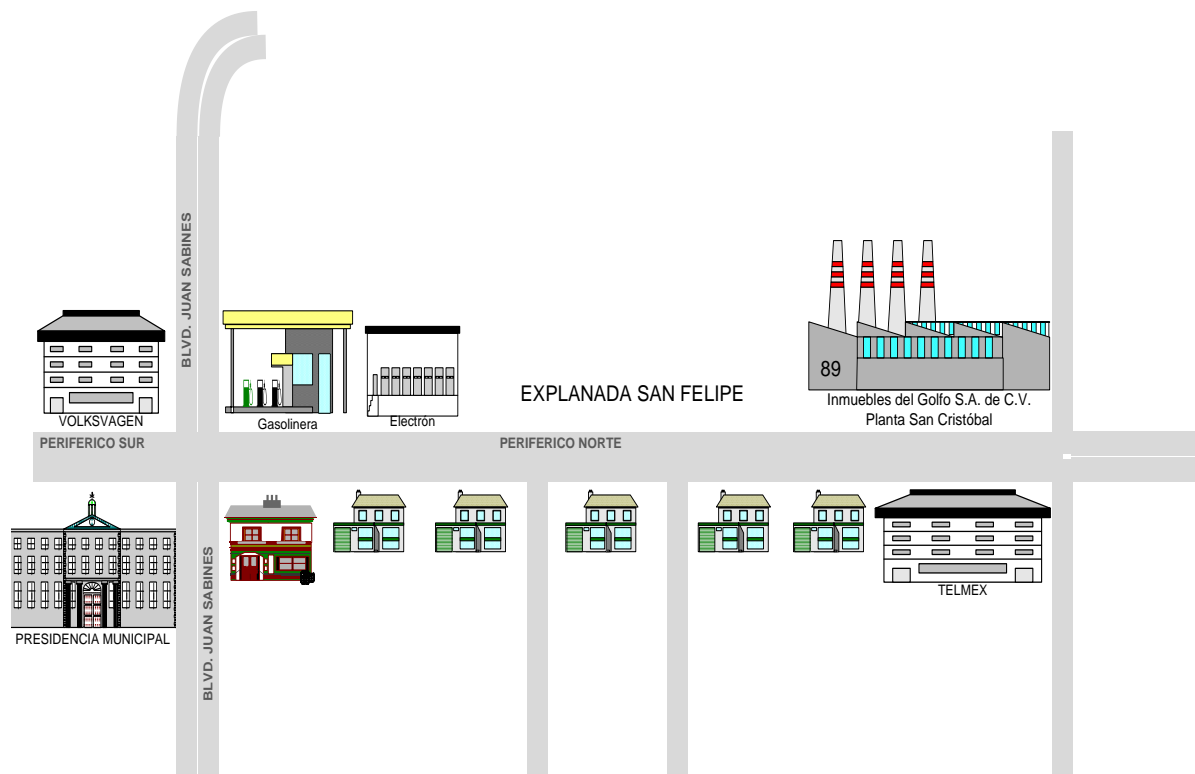 BLVD. JUAN SABINES
89
EXPLANADA SAN FELIPE
Inmuebles del Golfo S.A. de C.V.
Planta San Cristóbal
VOLKSVAGEN
Gasolinera
Electrón
PERIFERICO SUR
PERIFERICO NORTE
BLVD. JUAN SABINES
TELMEX
PRESIDENCIA MUNICIPAL